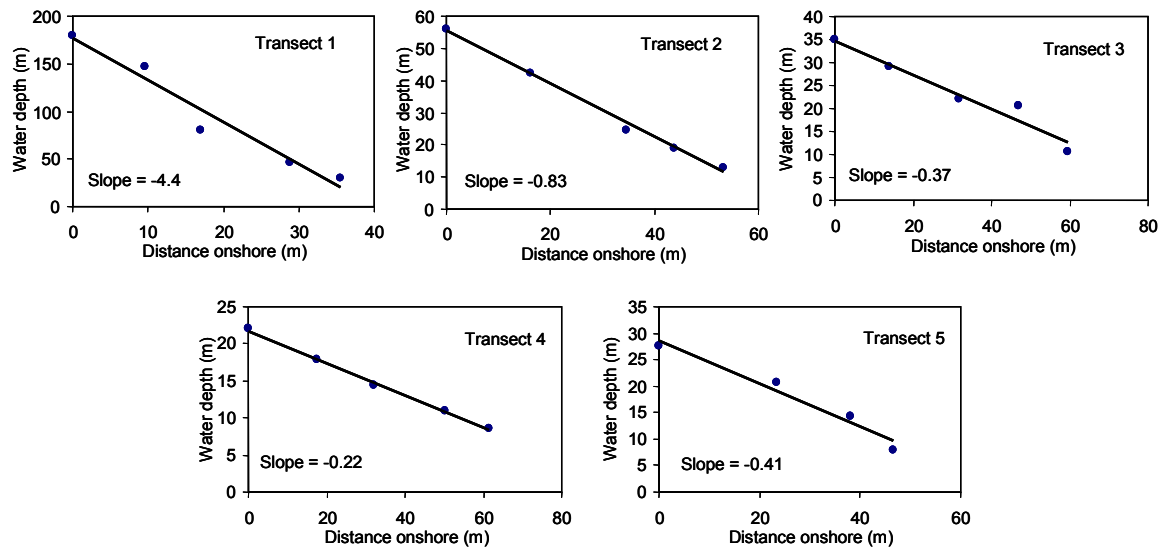 Transect 1
Water depth (m)
200
150
100
50
0
Slope = -4.4
0 10 20 30 40
Distance onshore (m)
Transect 2
Water depth (m)
60
50
40
30
20
10
0
Slope = -0.83
0 20 40 60
Distance onshore (m)
Transect 3
Water depth (m)
40
35
30
25
20
15
10
5
0
Slope = -0.37
0 20 40 60 80
Distance onshore (m)
Transect 4
Water depth (m)
25
20
15
10
5
0
Slope = -0.22
0 20 40 60 80
Distance onshore (m)
Transect 5
Water depth (m)
35
30
25
20
15
10
5
0
Slope = -0.41
0 20 40 60
Distance onshore (m)